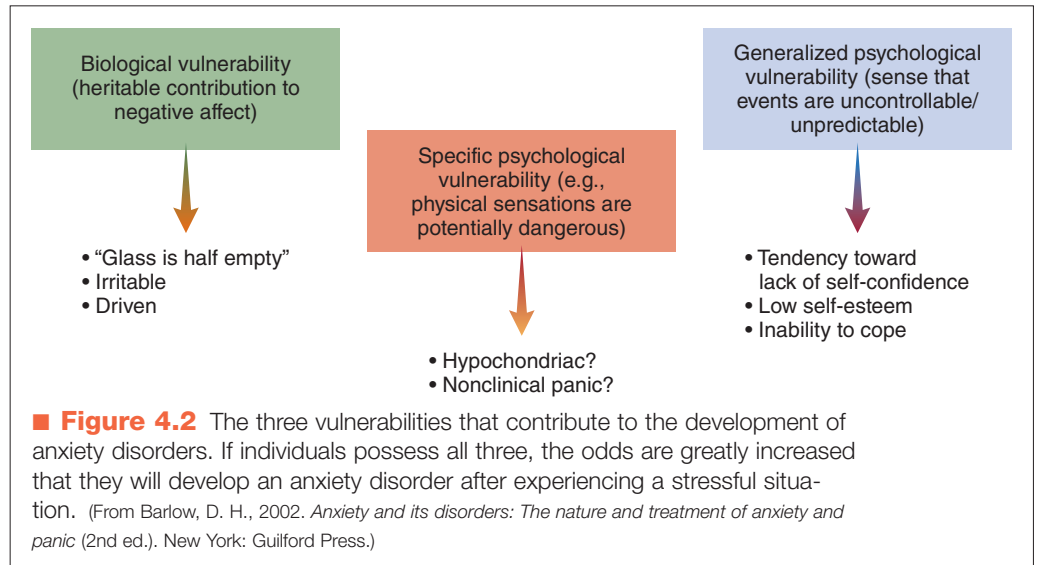 Biological vulnerability
(heritable contribution to
negative affect)
• “Glass is half empty”
• Irritable
• Driven
Specific psychological
vulnerability (e.g.,
physical sensations are
potentially dangerous)
• Hypochondriac?
• Nonclinical panic?
Generalized psychological
vulnerability (sense that
events are uncontrollable/
unpredictable)
• Tendency toward
lack of self-confidence
• Low self-esteem
• Inability to cope
■ Figure 4.2 The three vulnerabilities that contribute to the development of
anxiety disorders. If individuals possess all three, the odds are greatly increased
that they will develop an anxiety disorder after experiencing a stressful situa-
tion. (From Barlow, D. H., 2002. Anxiety and its disorders: The nature and treatment of anxiety and
panic (2nd ed.). New York: Guilford Press.)